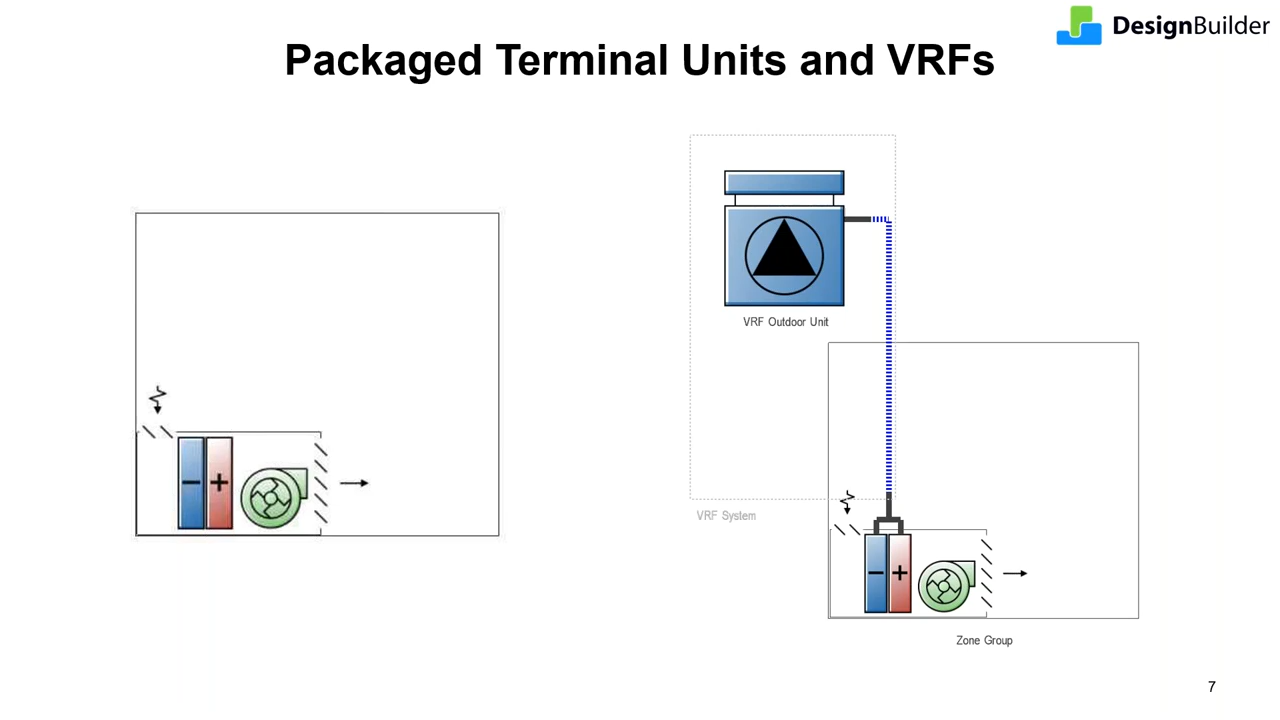 DesignBuilder
Packaged Terminal Units and VRFs
VRF Outdoor Unit
VRF System
Zone Group
7